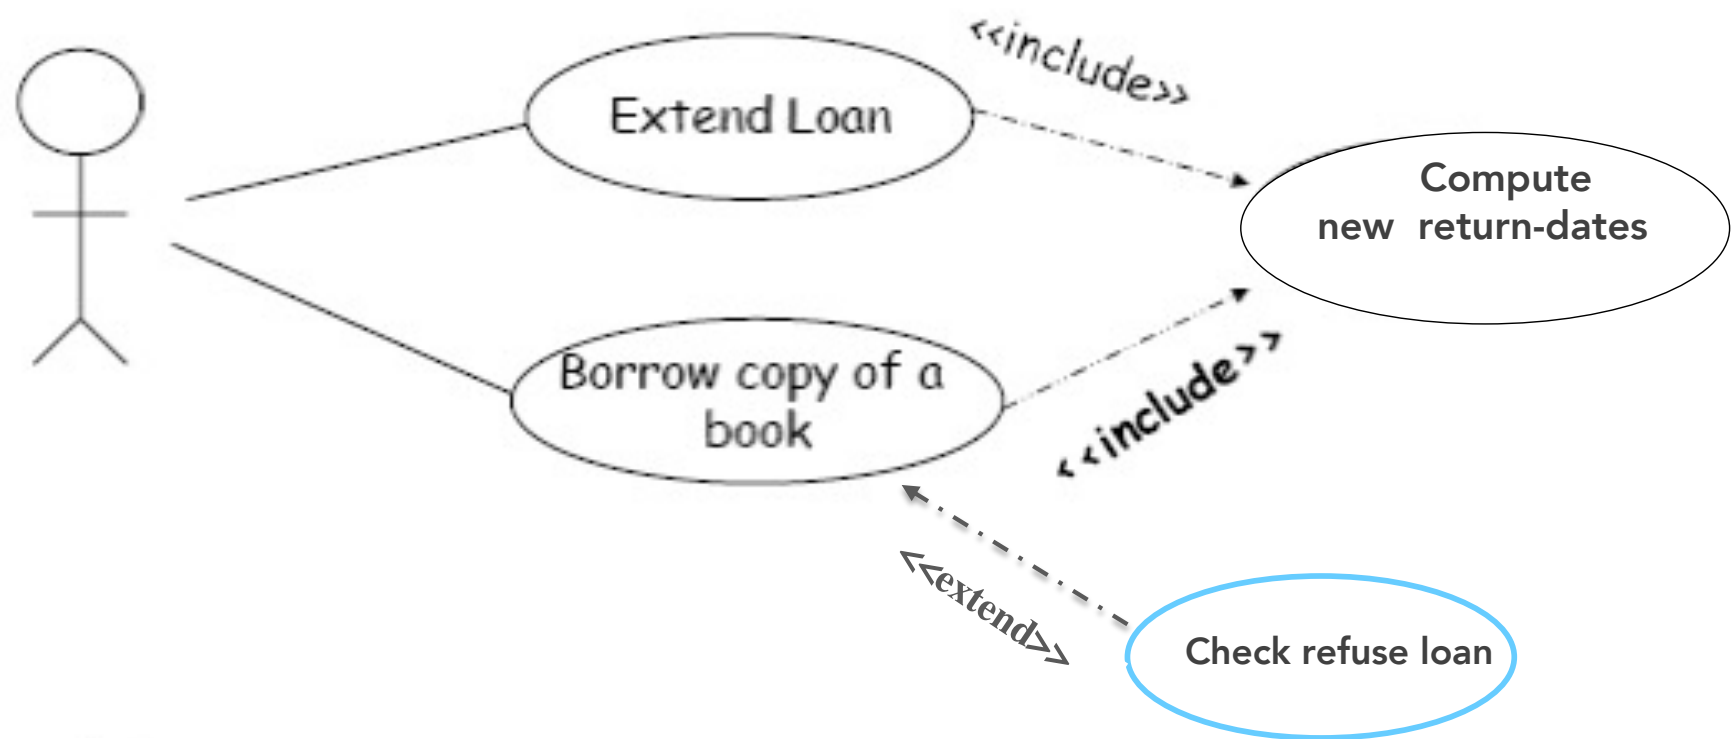 <<include>>
Extend Loan
Compute
new return-dates
Borrow copy of a
book
<<include>>
<<extend>>
Check refuse loan